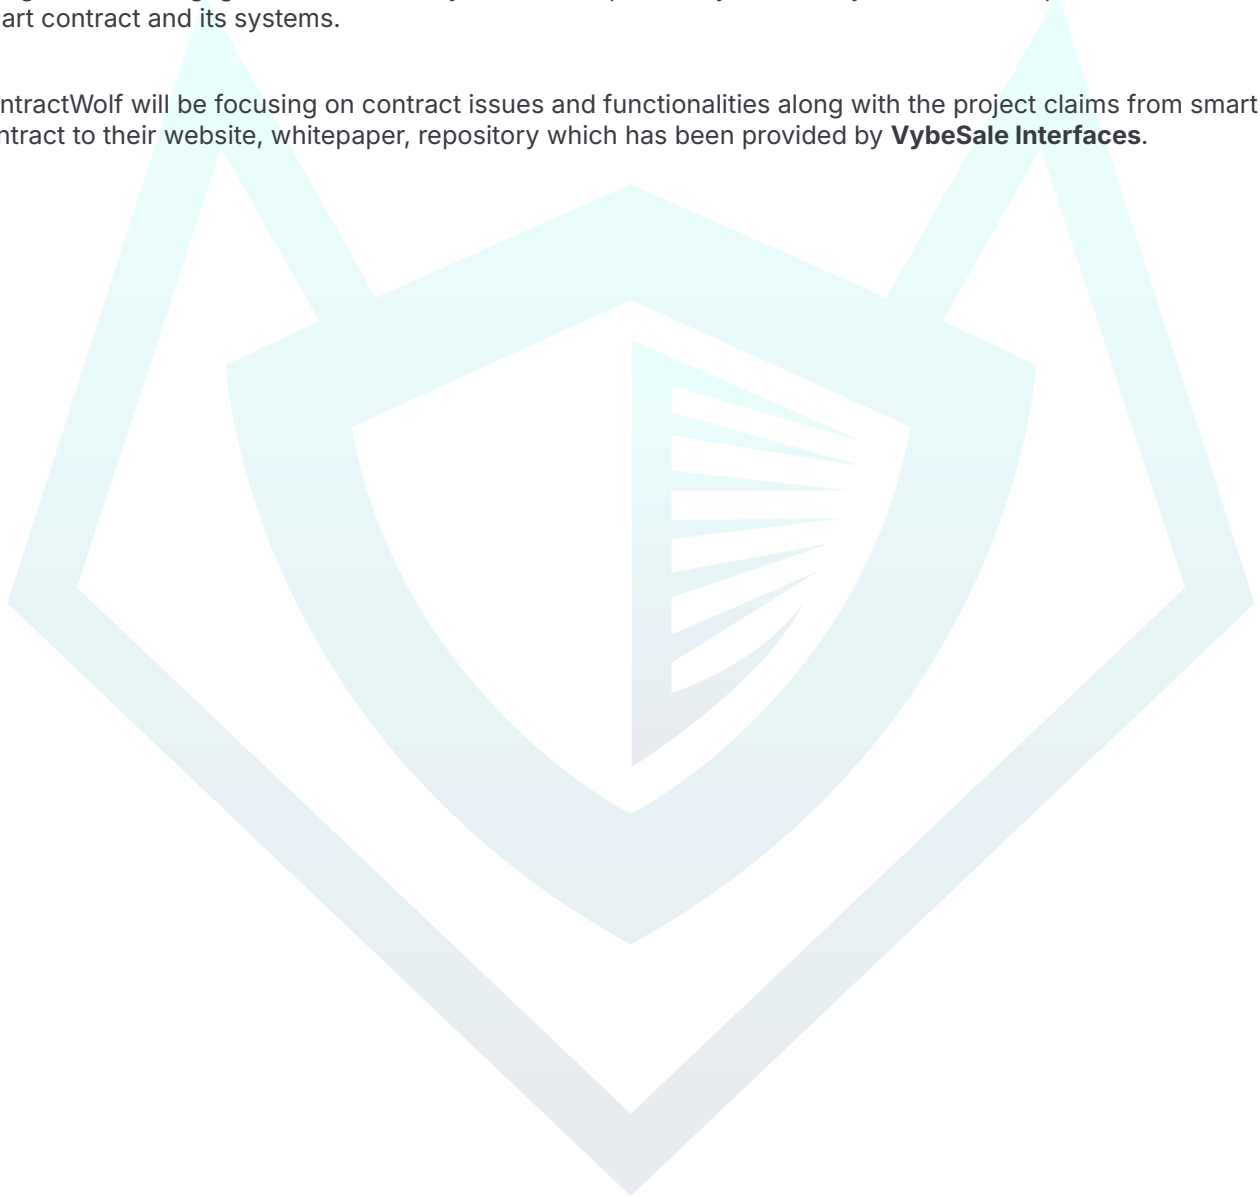 art contract and its systems.
ntractWolf will be focusing on contract issues and functionalities along with the project claims from smart
ntract to their website, whitepaper, repository which has been provided by VybeSale Interfaces.